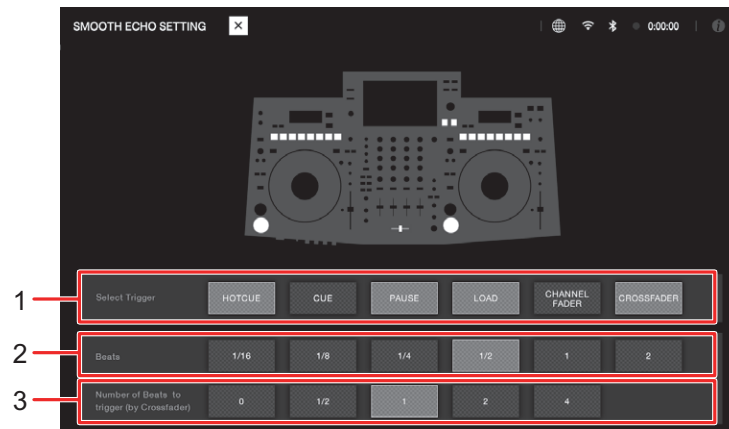 SMOOTH ECHO SETTING ×
0:00:00 i
1 Select Trigger HOTCUE CUE PAUSE LOAD CHANNEL FADER CROSSFADER
2 Beats 1/16 1/8 1/4 1/2 1 2
3 Number of Beats to
trigger (by Crossfader) 0 1/2 1 2 4